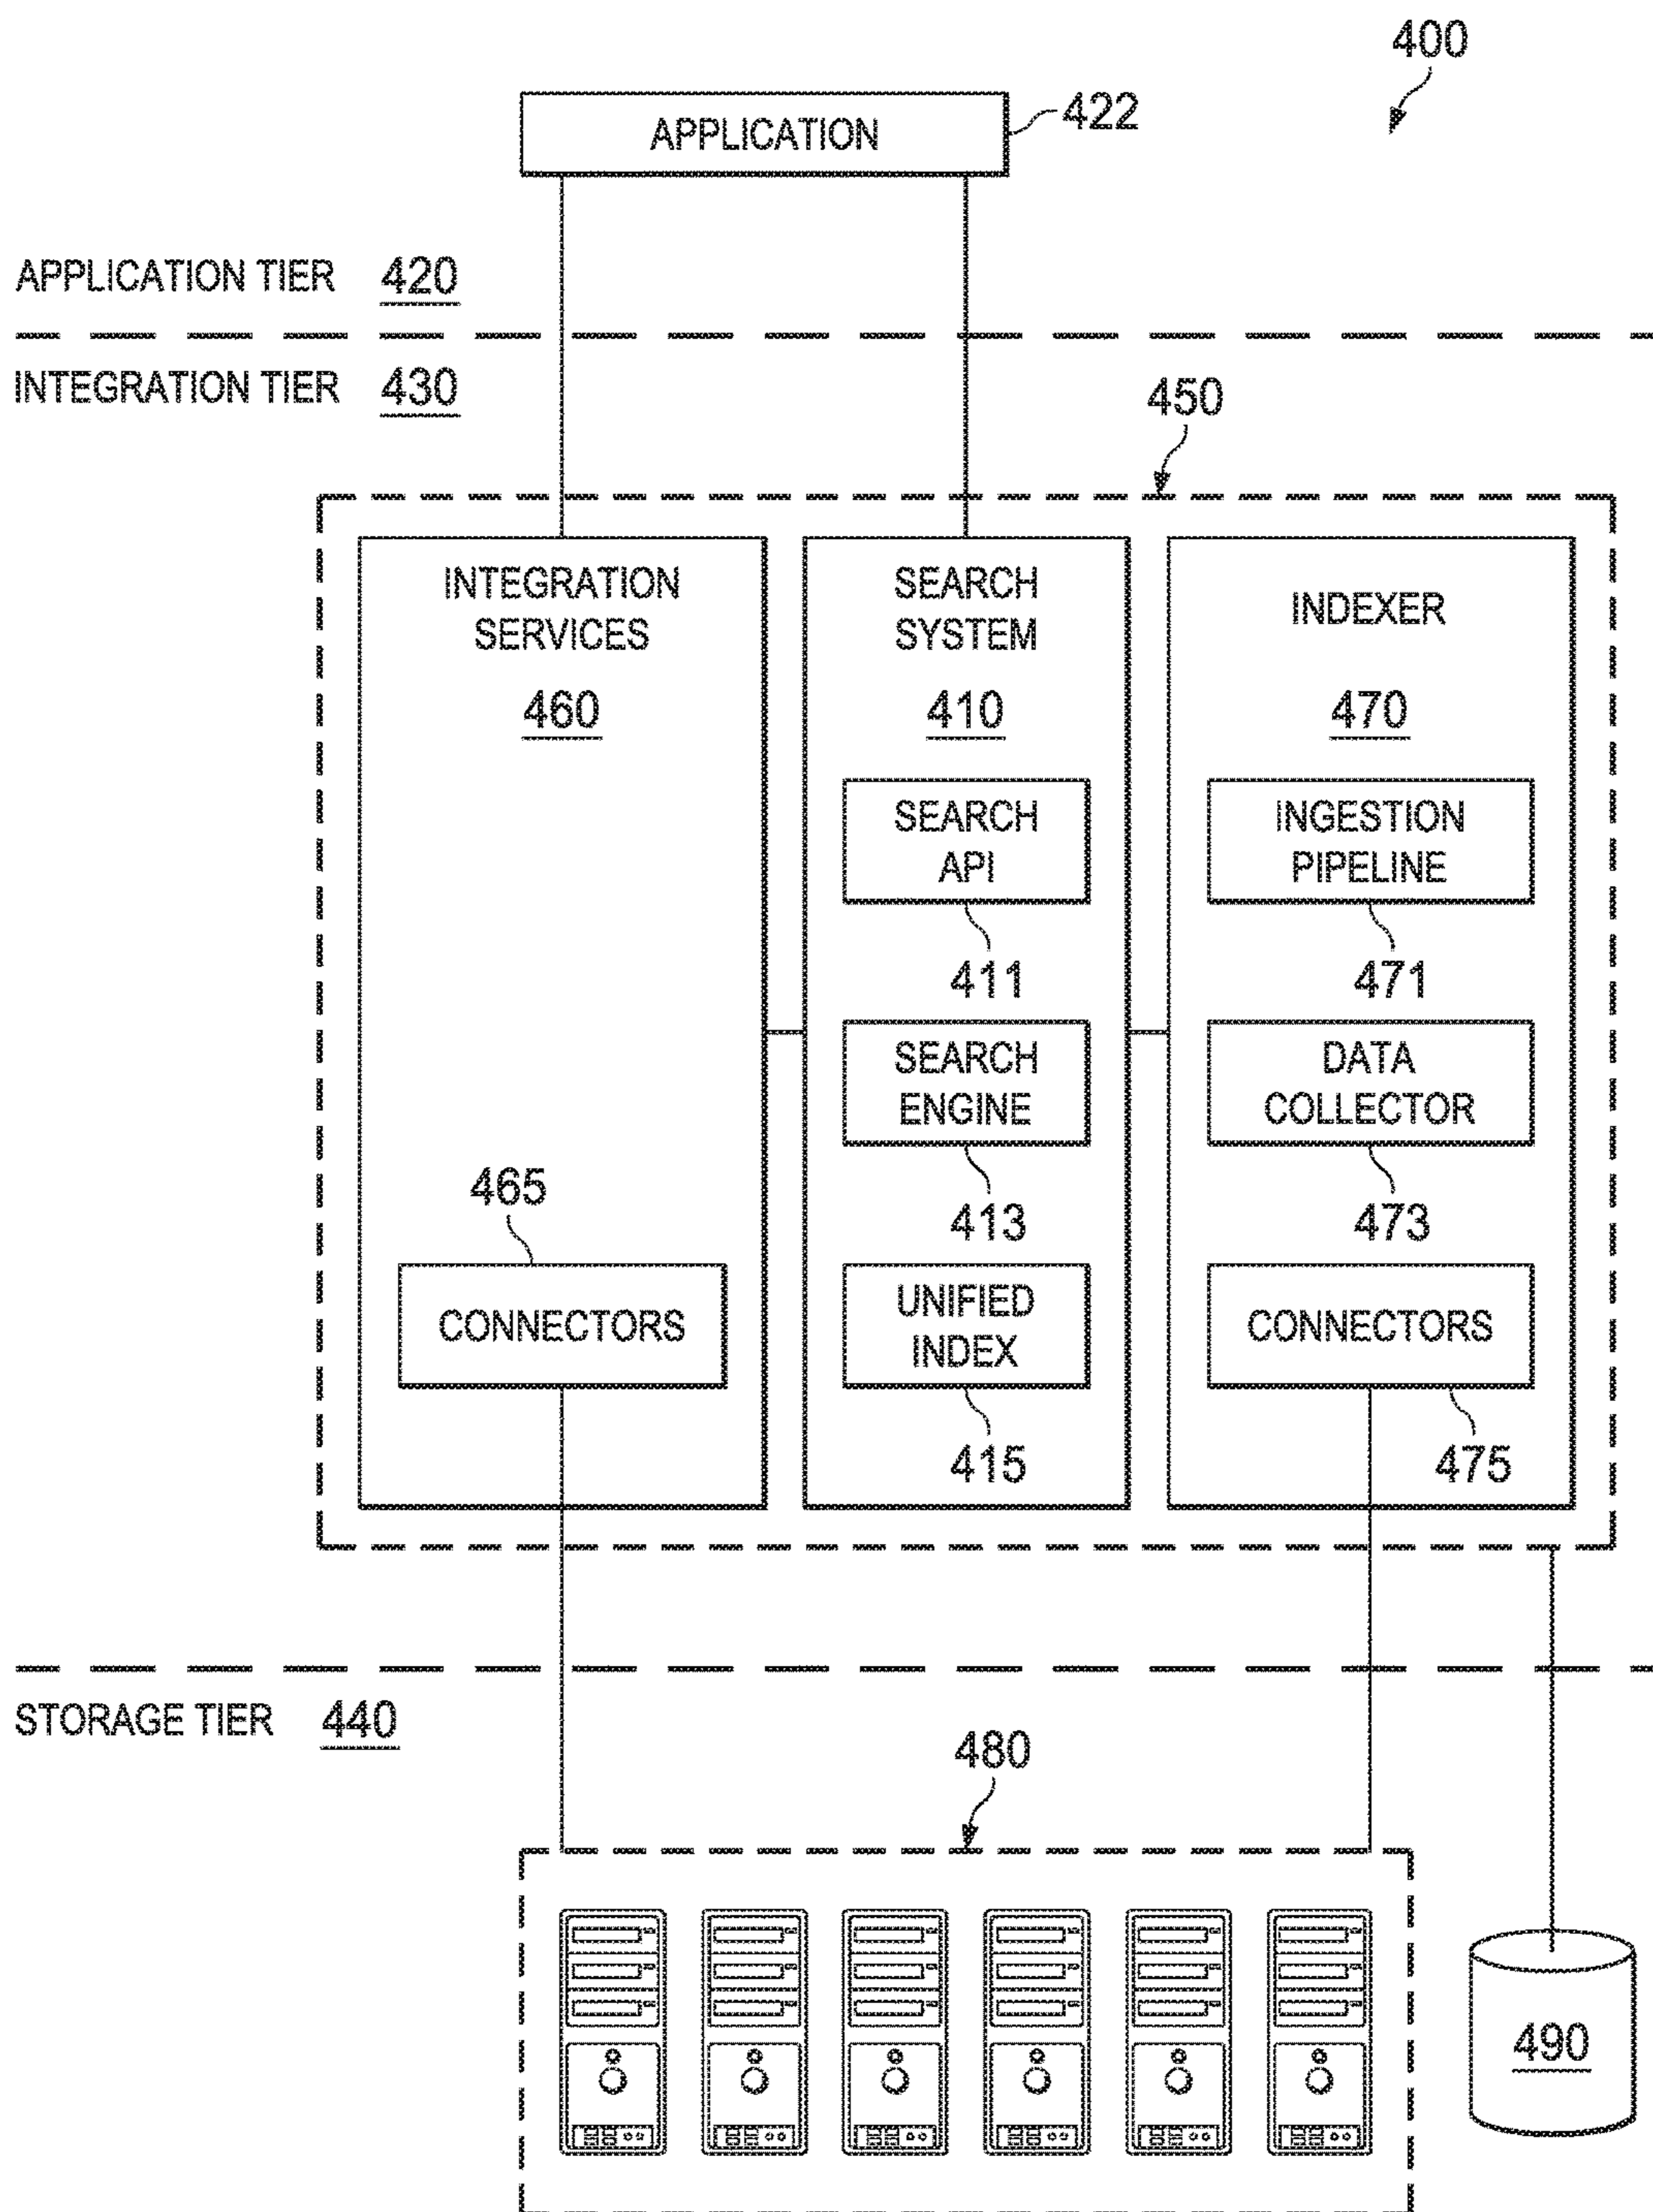 400
APPLICATION
422
APPLICATION TIER 420
INTEGRATION TIER 430
450
INTEGRATION
SERVICES
460
465
CONNECTORS
SEARCH
SYSTEM
410
SEARCH
API
411
SEARCH
ENGINE
413
UNIFIED
INDEX
415
INDEXER
470
INGESTION
PIPELINE
471
DATA
COLLECTOR
473
CONNECTORS
475
STORAGE TIER 440
480
490